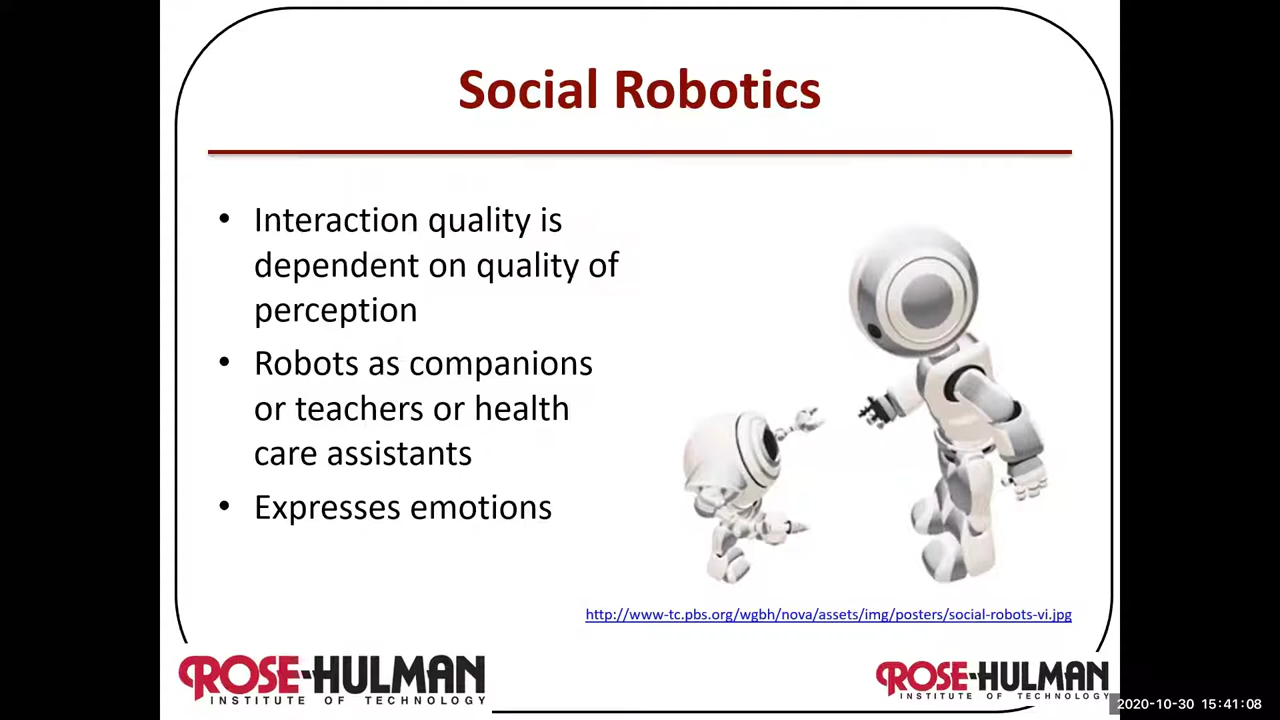 Social Robotics
• Interaction quality is
dependent on quality of
perception
• Robots as companions
or teachers or health
care assistants
• Expresses emotions
http://www-tc.pbs.org/wgbh/nova/assets/img/posters/social-robots-vi.jpg
ROSE-HULMAN
INSTITUTE OF TECHNOLOGY
ROSE-HULMAN
INSTITUTE OF TECHNOLOGY
2020-10-30 15:41:08